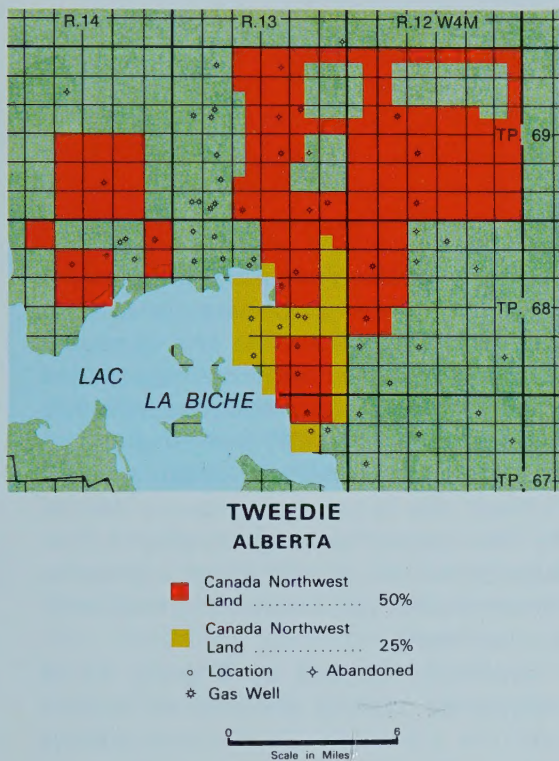 R.14 R.13 R.12 W4M
TP. 69
TP. 68
LAC
LA BICHE
TP. 67
TWEEDIE
ALBERTA
Canada Northwest
Land ............... 50%
Canada Northwest
Land ............... 25%
Location Abandoned
Gas Well
0 6
Scale in Miles